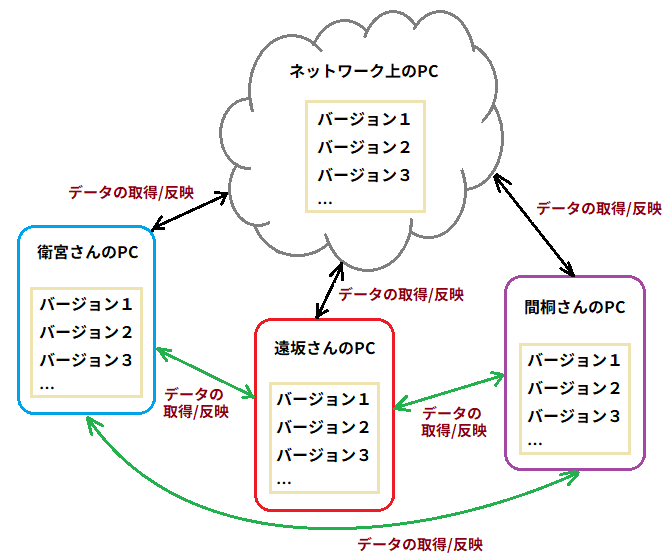 ネットワーク上のPC
バージョン１
バージョン２
バージョン３
…
データの取得/反映
データの取得/反映
データの取得/反映
衛宮さんのPC
バージョン１
バージョン２
バージョン３
…
遠坂さんのPC
バージョン１
バージョン２
バージョン３
…
間桐さんのPC
バージョン１
バージョン２
バージョン３
…
データの
取得/反映
データの
取得/反映
データの取得/反映